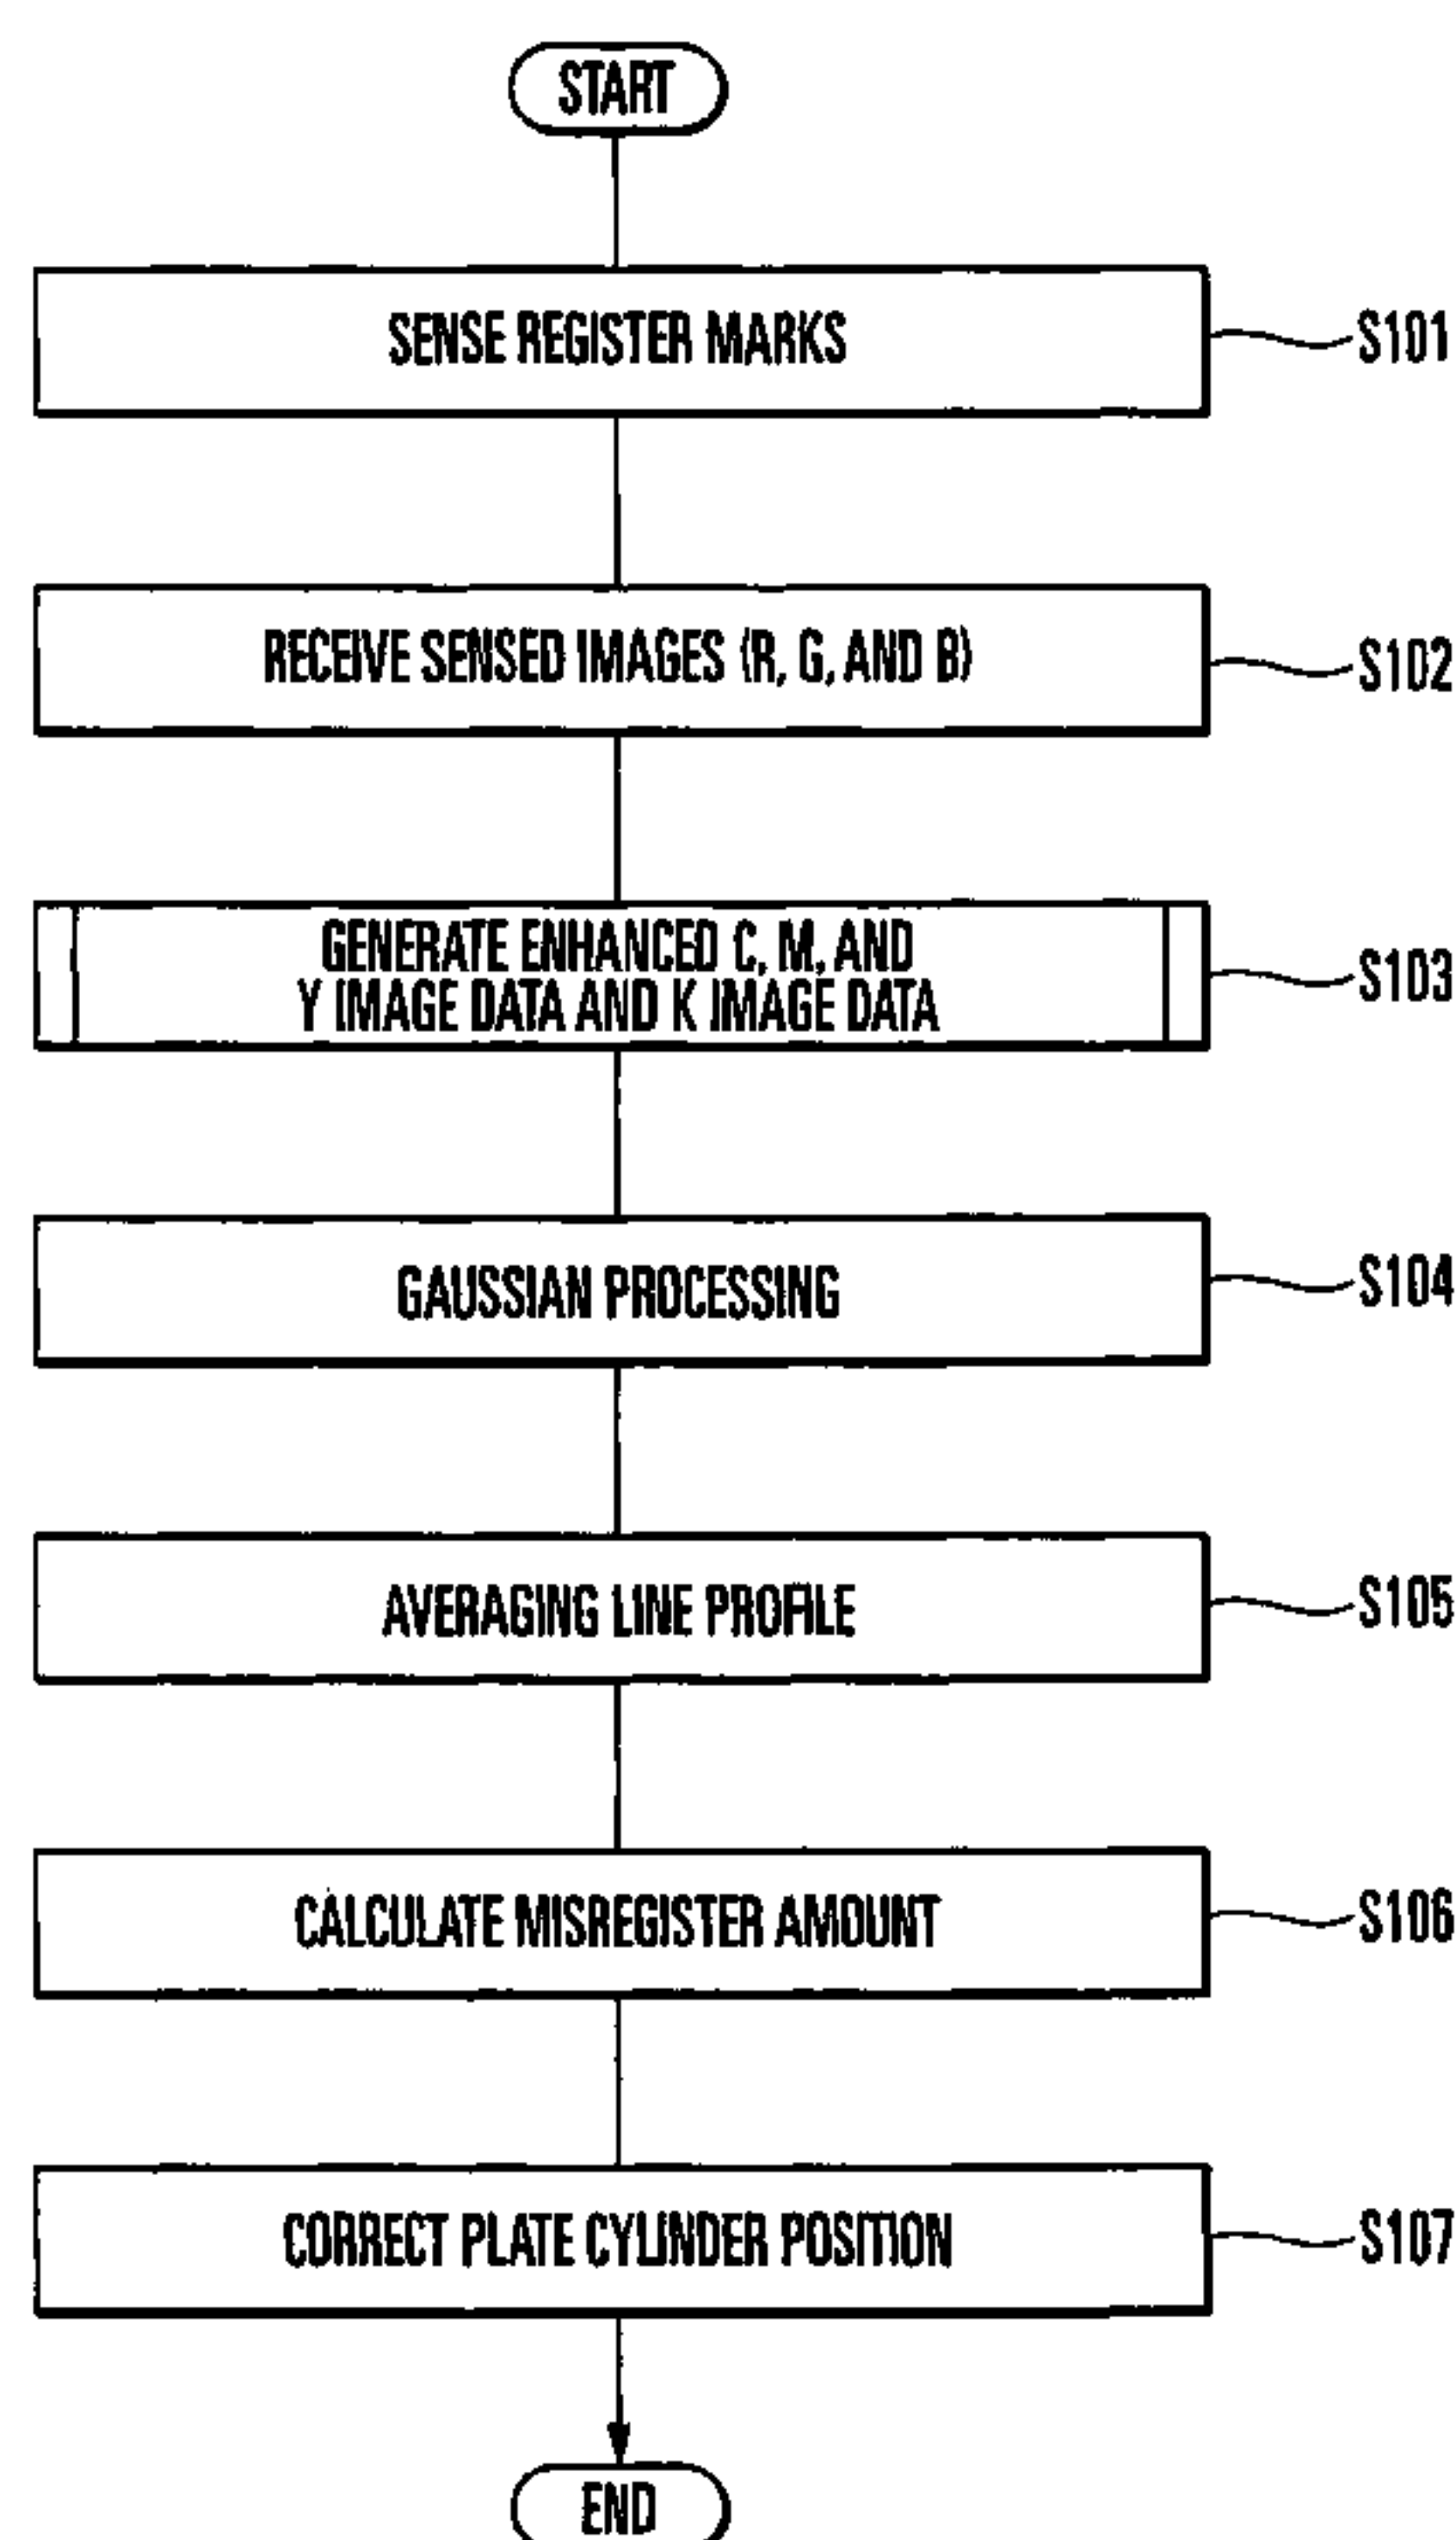 START
SENSE REGISTER MARKS
S101
RECEIVE SENSED IMAGES (R, G, AND B)
S102
GENERATE ENHANCED C, M, AND
Y IMAGE DATA AND K IMAGE DATA
S103
GAUSSIAN PROCESSING
S104
AVERAGING LINE PROFILE
S105
CALCULATE MISREGISTER AMOUNT
S106
CORRECT PLATE CYLINDER POSITION
S107
END